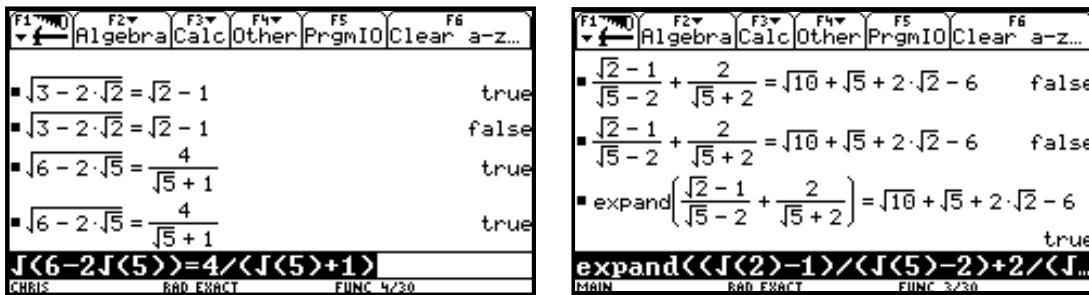 F1 F2▼ F3▼ F4▼ F5 F6
▼ Algebra Calc Other PrgmIO Clear a-z…
■ √(3 − 2·√2) = √2 − 1 true
■ √(3 − 2·√2) = √2 − 1 false
■ √(6 − 2·√5) = 4/(√5 + 1) true
■ √(6 − 2·√5) = 4/(√5 + 1) true
√(6-2√(5))=4/(√(5)+1)
CHRIS RAD EXACT FUNC 4/30
F1 F2▼ F3▼ F4▼ F5 F6
▼ Algebra Calc Other PrgmIO Clear a-z…
■ (√2 − 1)/(√5 − 2) + 2/(√5 + 2) = √10 + √5 + 2·√2 − 6 false
■ (√2 − 1)/(√5 − 2) + 2/(√5 + 2) = √10 + √5 + 2·√2 − 6 false
■ expand((√2 − 1)/(√5 − 2) + 2/(√5 + 2)) = √10 + √5 + 2·√2 − 6
true
expand((√(2)-1)/(√(5)-2)+2/(√…
MAIN RAD EXACT FUNC 3/30